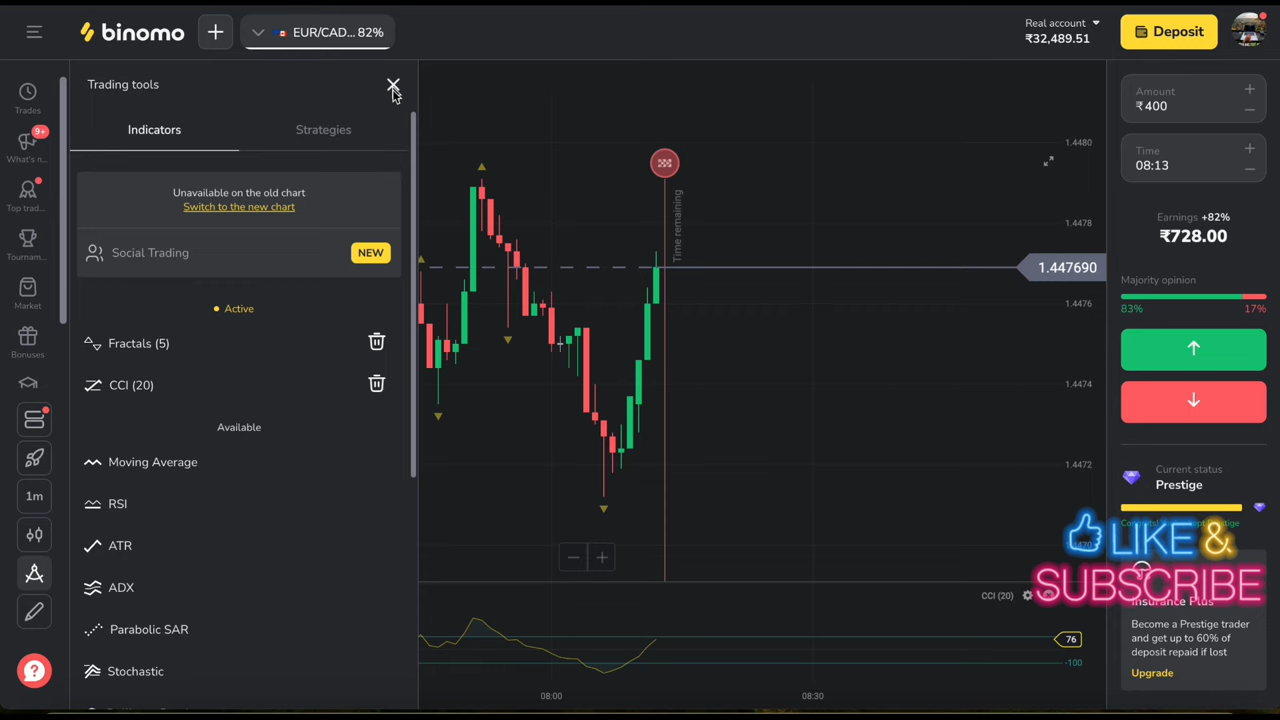 binomo
EUR/CAD... 82%
Real account
₹32,489.51
Deposit
Trading tools
Indicators
Strategies
Unavailable on the old chart
Switch to the new chart
Social Trading
NEW
Active
Fractals (5)
CCI (20)
Available
Moving Average
RSI
ATR
ADX
Parabolic SAR
Stochastic
Trades
9+
What's n...
Top trad...
Tournam...
Market
Bonuses
1m
?
Time remaining
1.4480
1.4478
1.447690
1.4476
1.4474
1.4472
CCI (20)
76
-100
08:00
08:30
Amount
₹400
Time
08:13
Earnings +82%
₹728.00
Majority opinion
83%
17%
Current status
Prestige
LIKE &
SUBSCRIBE
Insurance Plus
Become a Prestige trader
and get up to 60% of
deposit repaid if lost
Upgrade